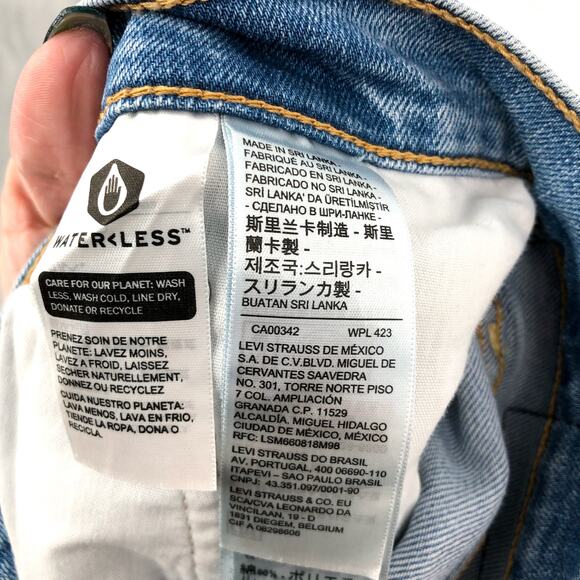 WATER<LESS™
CARE FOR OUR PLANET: WASH
LESS, WASH COLD, LINE DRY,
DONATE OR RECYCLE
PRENEZ SOIN DE NOTRE
PLANETE: LAVEZ MOINS,
LAVEZ A FROID, LAISSEZ
SECHER NATURELLEMENT,
DONNEZ OU RECYCLEZ
CUIDA NUESTRO PLANETA:
LAVA MENOS, LAVA EN FRIO,
TIENDE LA ROPA, DONA O
RECICLA.
MADE IN SRI LANKA -
FABRIQUÉ AU SRI LANKA -
FABRICADO EN SRI LANKA -
FABRICADO NO SRI LANKA -
SRİ LANKA' DA ÜRETİLMİŞTİR
- СДЕЛАНО В ШРИ-ЛАНКЕ -
斯里兰卡制造 - 斯里
蘭卡製 -
제조국:스리랑카 -
スリランカ製 -
BUATAN SRI LANKA
CA00342 WPL 423
LEVI STRAUSS DE MÉXICO
S.A. DE C.V.BLVD. MIGUEL DE
CERVANTES SAAVEDRA
NO. 301, TORRE NORTE PISO
7 COL. AMPLIACIÓN
GRANADA C.P. 11529
ALCALDÍA. MIGUEL HIDALGO
CIUDAD DE MÉXICO, MÉXICO
RFC: LSM660818M98
LEVI STRAUSS DO BRASIL
AV. PORTUGAL, 400 06690-110
ITAPEVI – SAO PAULO BRASIL
CNPJ: 43.351.097/0001-90
LEVI STRAUSS & CO. EU
SCA/CVA LEONARDO DA
VINCILAAN, 19 - D
1831 DIEGEM, BELGIUM
CIF A 08298606